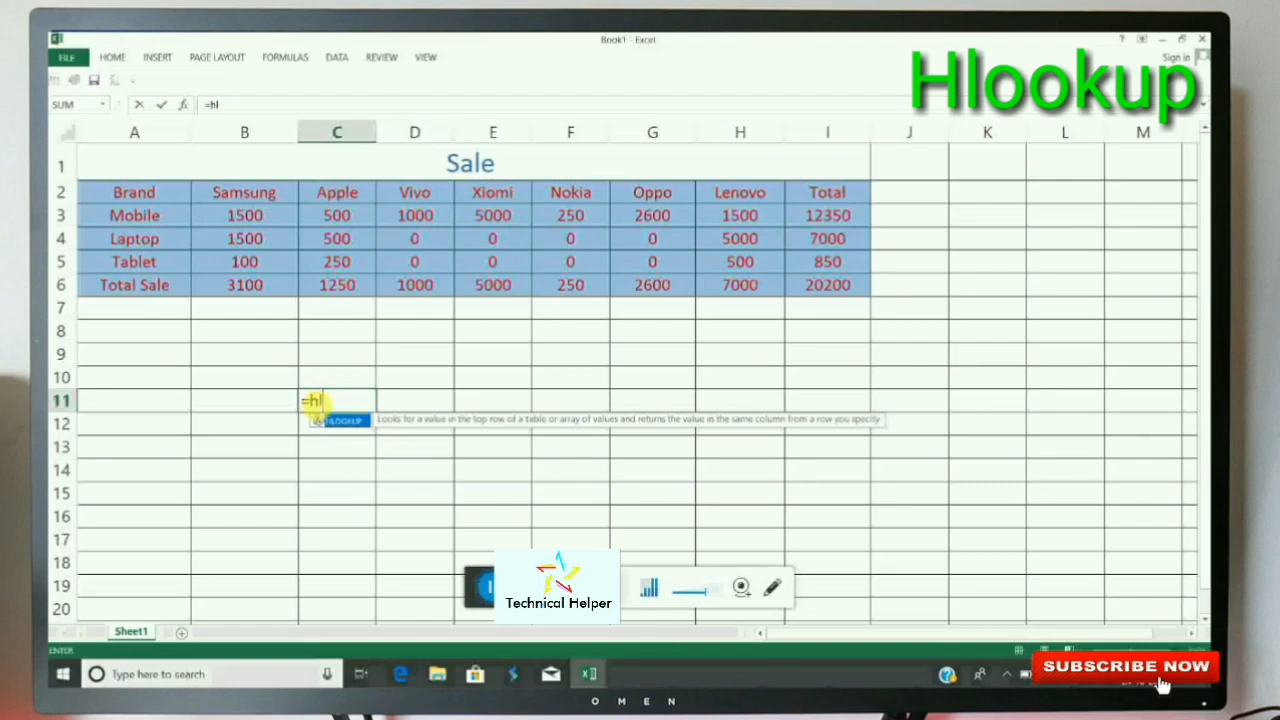 Book1 - Excel
? 
Sign in
FILE HOME INSERT PAGE LAYOUT FORMULAS DATA REVIEW VIEW
Hlookup
SUM =hl
A B C D E F G H I J K L M
1 Sale
2 Brand Samsung Apple Vivo Xiomi Nokia Oppo Lenovo Total
3 Mobile 1500 500 1000 5000 250 2600 1500 12350
4 Laptop 1500 500 0 0 0 0 5000 7000
5 Tablet 100 250 0 0 0 0 500 850
6 Total Sale 3100 1250 1000 5000 250 2600 7000 20200
7
8
9
10
11 =hl
HLOOKUP Looks for a value in the top row of a table or array of values and returns the value in the same column from a row you specify
12
13
14
15
16
17
18
19
20
Technical Helper
Sheet1
ENTER
Type here to search
SUBSCRIBE NOW
OMEN